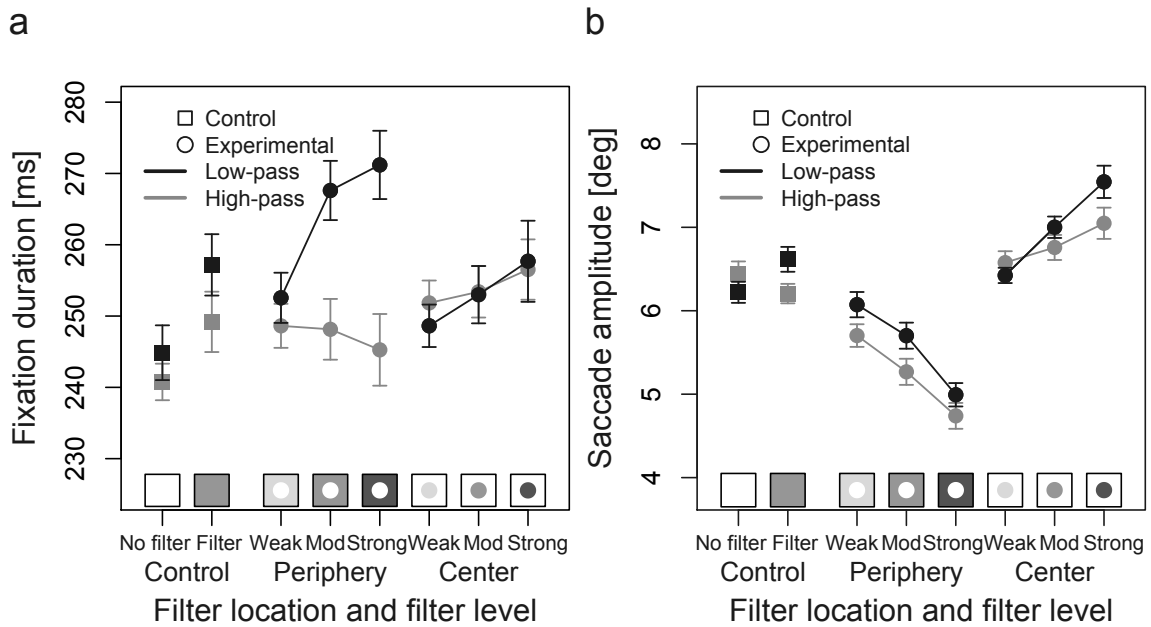 a
Fixation duration [ms]
280
270
260
250
240
230
Control
Experimental
Low-pass
High-pass
No filter Filter Weak Mod Strong Weak Mod Strong
Control Periphery Center
Filter location and filter level
b
Saccade amplitude [deg]
8
7
6
5
4
Control
Experimental
Low-pass
High-pass
No filter Filter Weak Mod Strong Weak Mod Strong
Control Periphery Center
Filter location and filter level